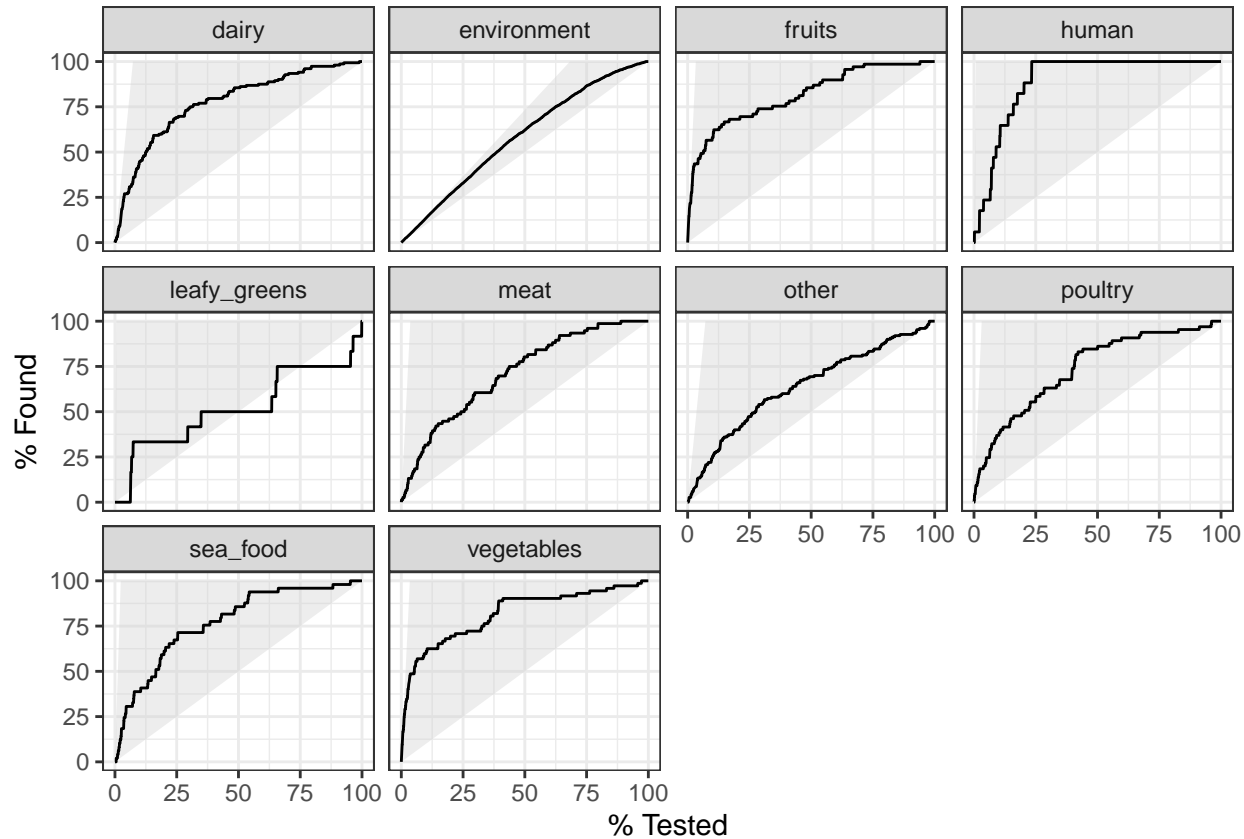 dairy environment fruits human
100
75
50
25
0
leafy_greens meat other poultry
100
75
50
25
0
0 25 50 75 100 0 25 50 75 100
sea_food vegetables
100
75
50
25
0
0 25 50 75 100 0 25 50 75 100
% Tested
% Found